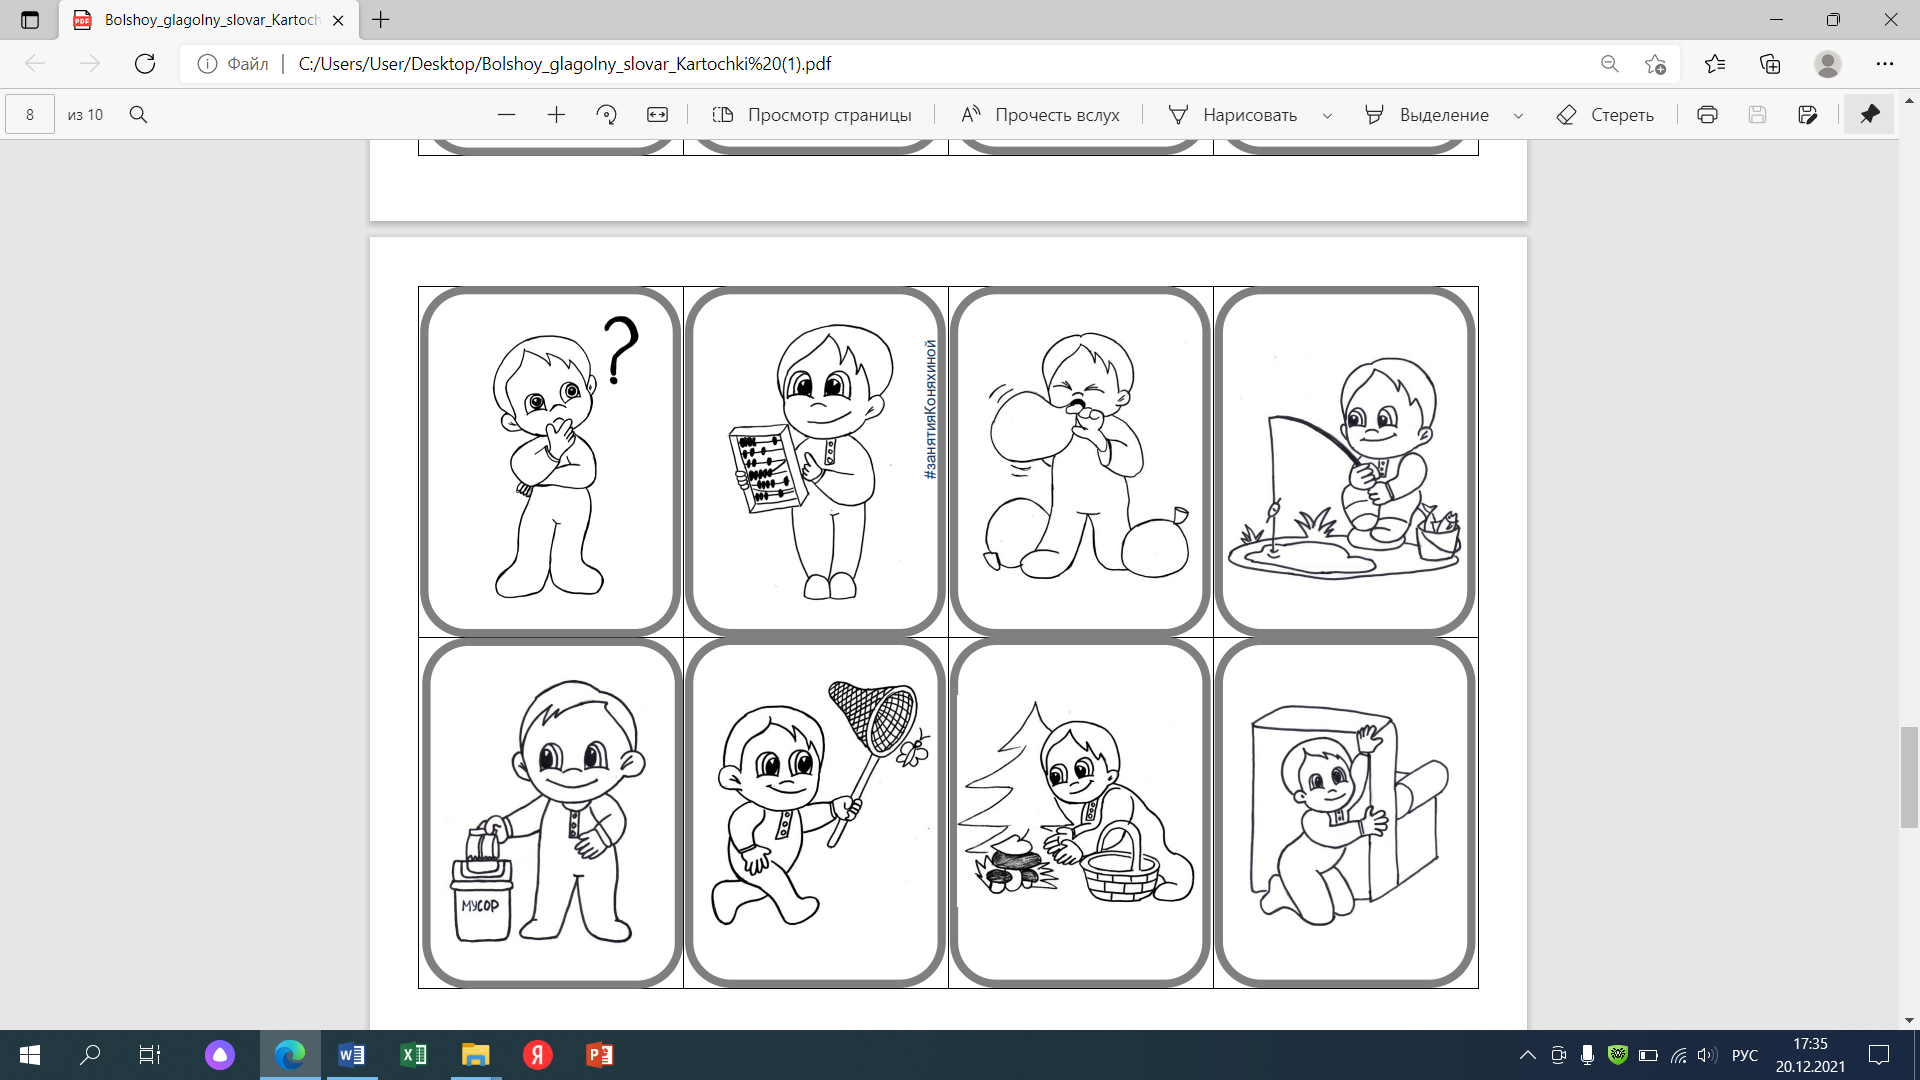 Bolshoy_glagolny_slovar_Kartoch
Файл
C:/Users/User/Desktop/Bolshoy_glagolny_slovar_Kartochki%20(1).pdf
8
из 10
Просмотр страницы
Прочесть вслух
Нарисовать
Выделение
Стереть
?
#занятияКоняхиной
МУСОР
РУС
17:35
20.12.2021